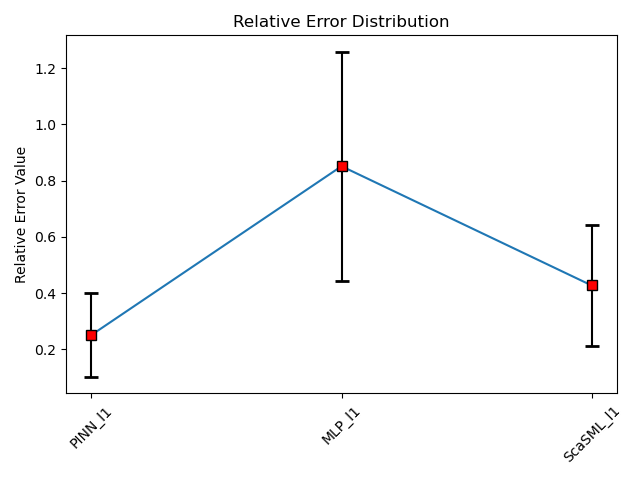 Relative Error Distribution
Relative Error Value
1.2
1.0
0.8
0.6
0.4
0.2
PINN_l1
MLP_l1
ScaSML_l1